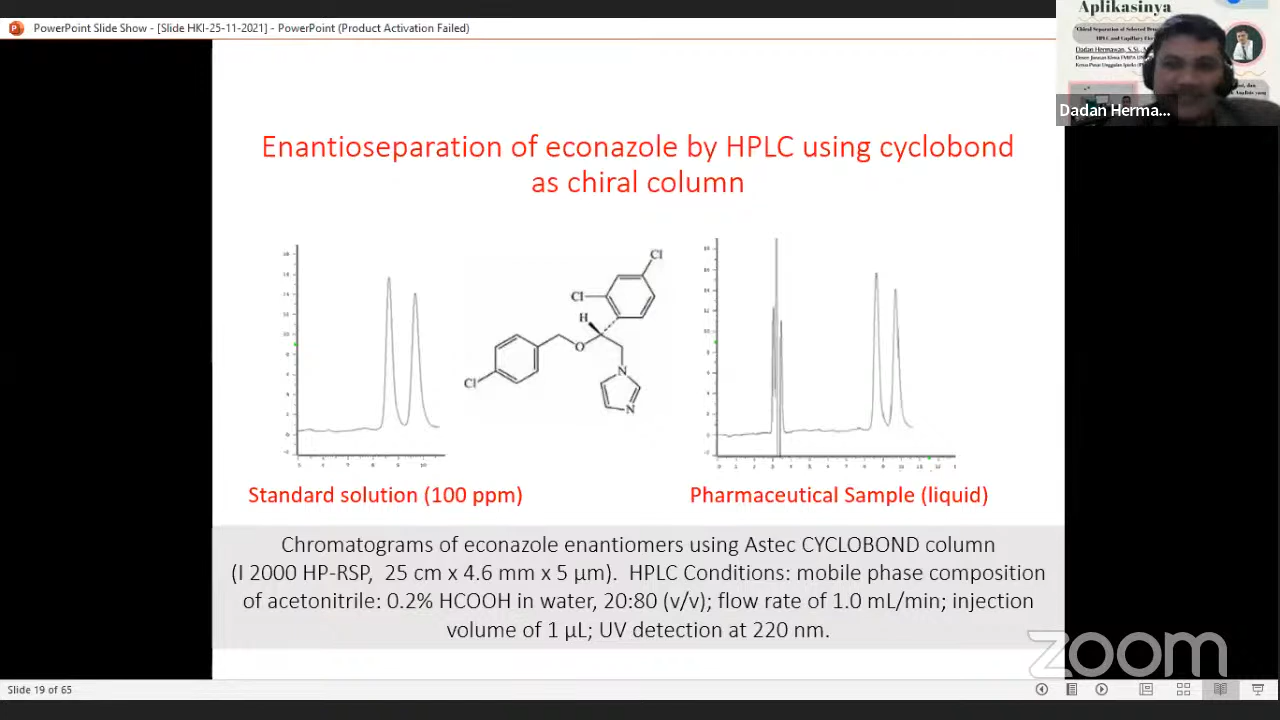 PowerPoint Slide Show - [Slide HKI-25-11-2021] - PowerPoint (Product Activation Failed)
Aplikasinya
Dadan Herma...
Enantioseparation of econazole by HPLC using cyclobond
as chiral column
Cl
Cl
H
O
Cl
N
N
Standard solution (100 ppm)
Pharmaceutical Sample (liquid)
Chromatograms of econazole enantiomers using Astec CYCLOBOND column
(I 2000 HP-RSP, 25 cm x 4.6 mm x 5 µm). HPLC Conditions: mobile phase composition
of acetonitrile: 0.2% HCOOH in water, 20:80 (v/v); flow rate of 1.0 mL/min; injection
volume of 1 µL; UV detection at 220 nm.
zoom
Slide 19 of 65